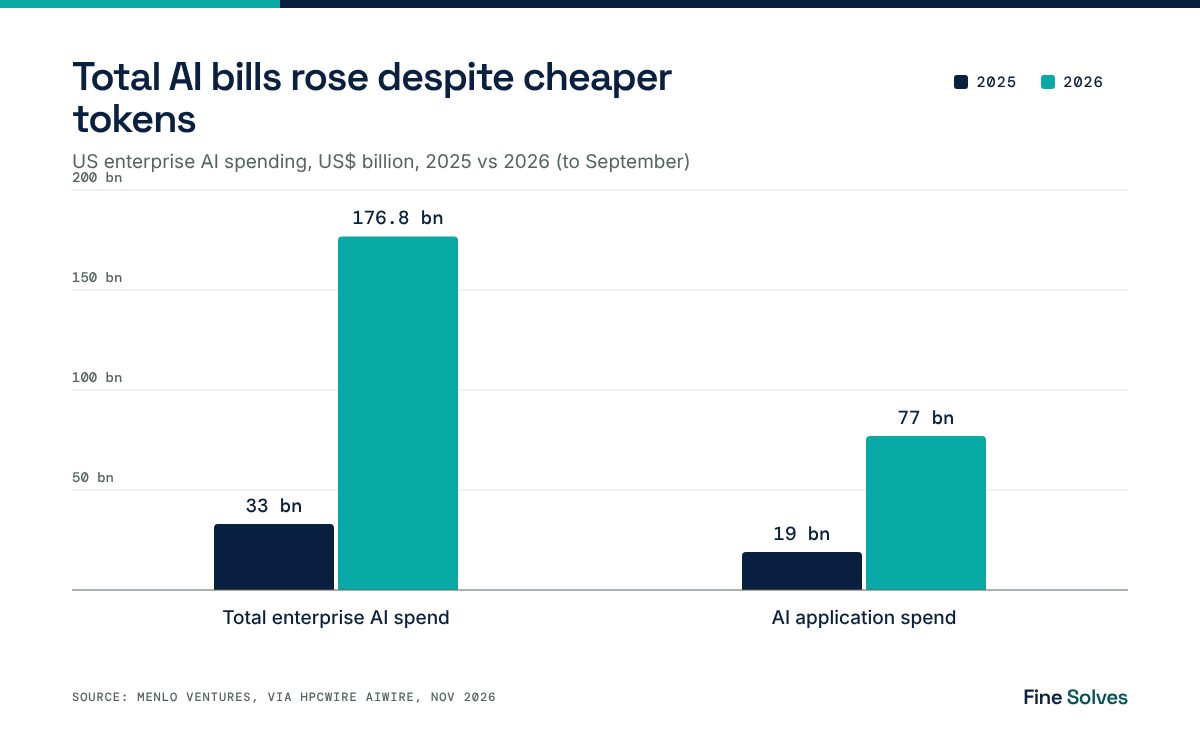 Total AI bills rose despite cheaper
tokens
2025
2026
US enterprise AI spending, US$ billion, 2025 vs 2026 (to September)
200 bn
176.8 bn
150 bn
100 bn
77 bn
50 bn
33 bn
19 bn
Total enterprise AI spend
AI application spend
SOURCE: MENLO VENTURES, VIA HPCWIRE AIWIRE, NOV 2026
Fine Solves